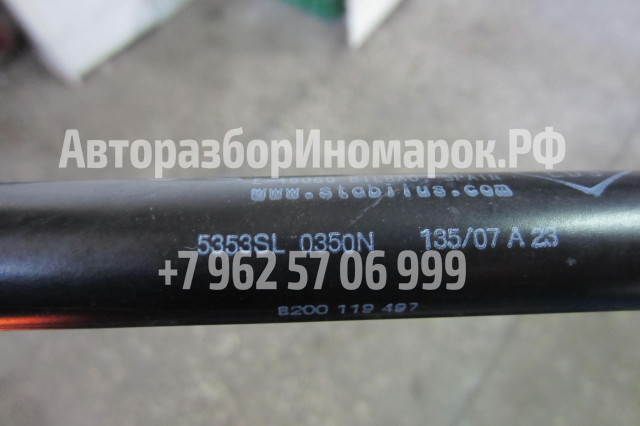 АвторазборИномарок.РФ
www.stabilus.com
5353SL 0350N 135/07 A 23
+7 962 57 06 999
8200 119 497